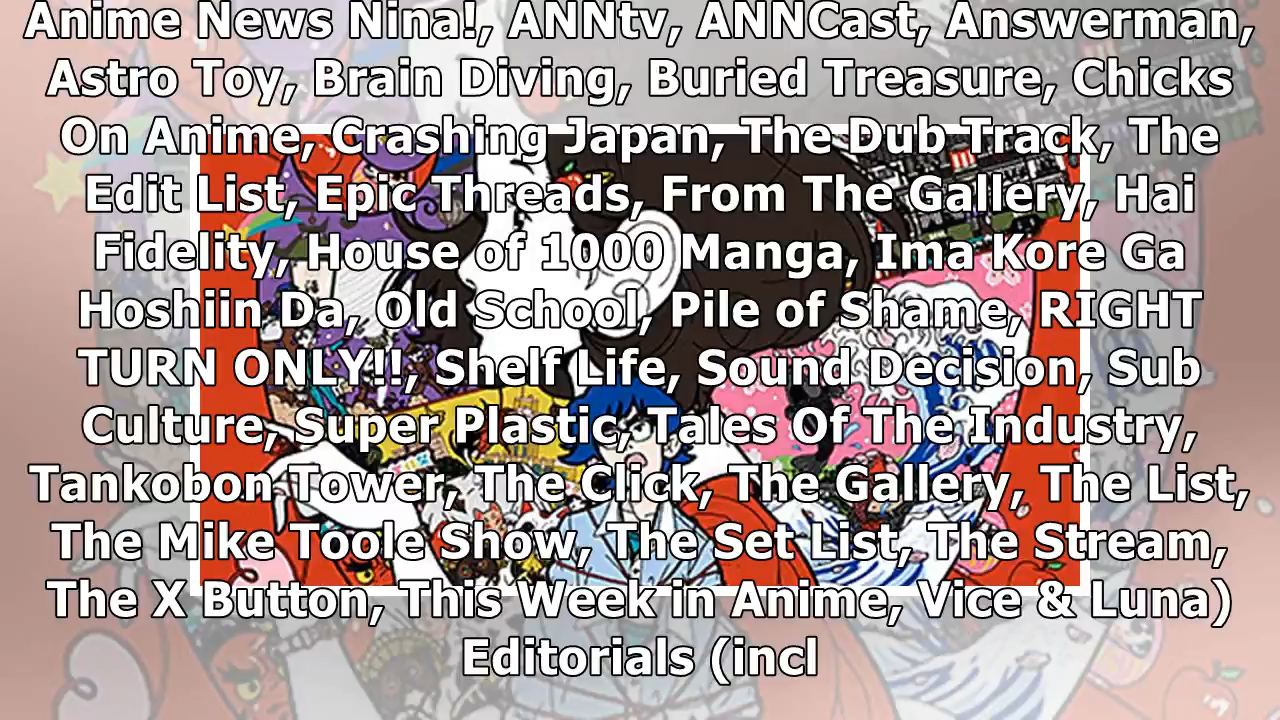 Anime News Nina!, ANNtv, ANNCast, Answerman,
Astro Toy, Brain Diving, Buried Treasure, Chicks
On Anime, Crashing Japan, The Dub Track, The
Edit List, Epic Threads, From The Gallery, Hai
Fidelity, House of 1000 Manga, Ima Kore Ga
Hoshiin Da, Old School, Pile of Shame, RIGHT
TURN ONLY!!, Shelf Life, Sound Decision, Sub
Culture, Super Plastic, Tales Of The Industry,
Tankobon Tower, The Click, The Gallery, The List,
The Mike Toole Show, The Set List, The Stream,
The X Button, This Week in Anime, Vice & Luna)
Editorials (incl